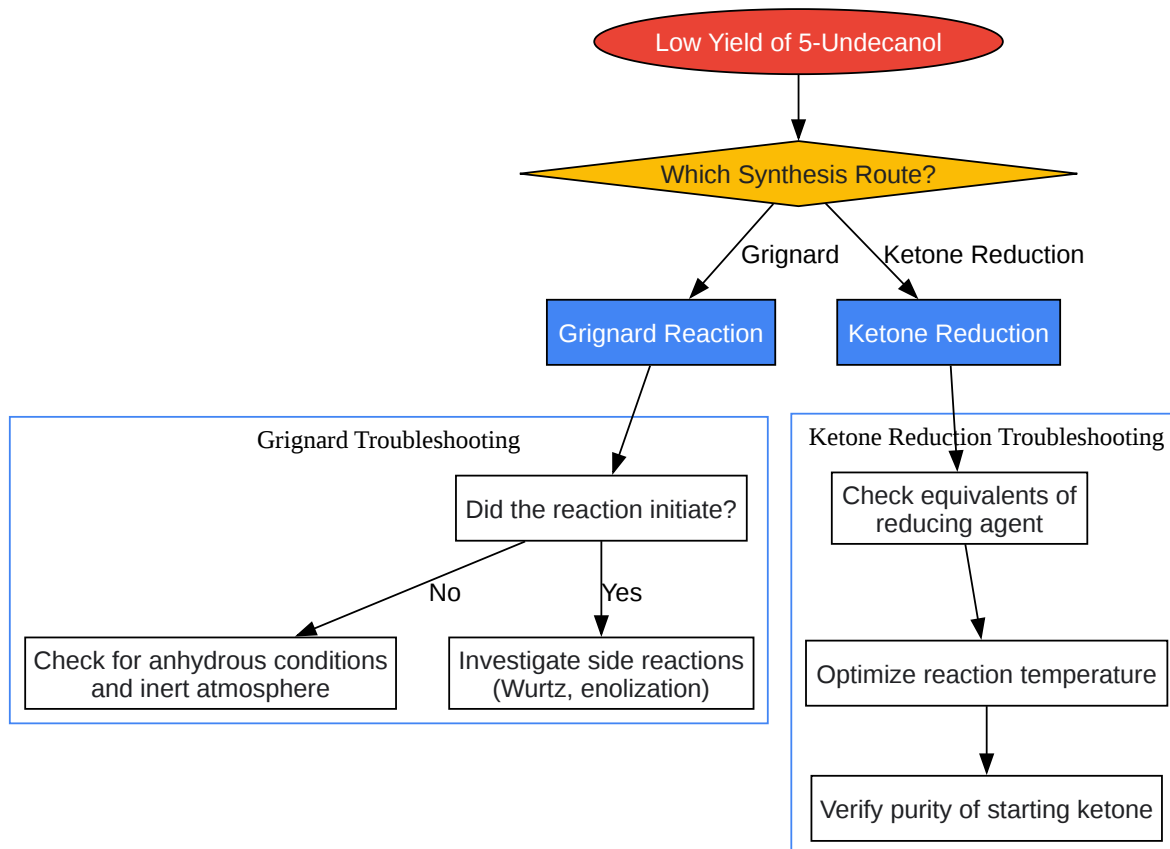 Low Yield of 5-Undecanol
Which Synthesis Route?
Grignard
Ketone Reduction
Grignard Reaction
Ketone Reduction
Grignard Troubleshooting
Did the reaction initiate?
No
Yes
Check for anhydrous conditions
and inert atmosphere
Investigate side reactions
(Wurtz, enolization)
Ketone Reduction Troubleshooting
Check equivalents of
reducing agent
Optimize reaction temperature
Verify purity of starting ketone